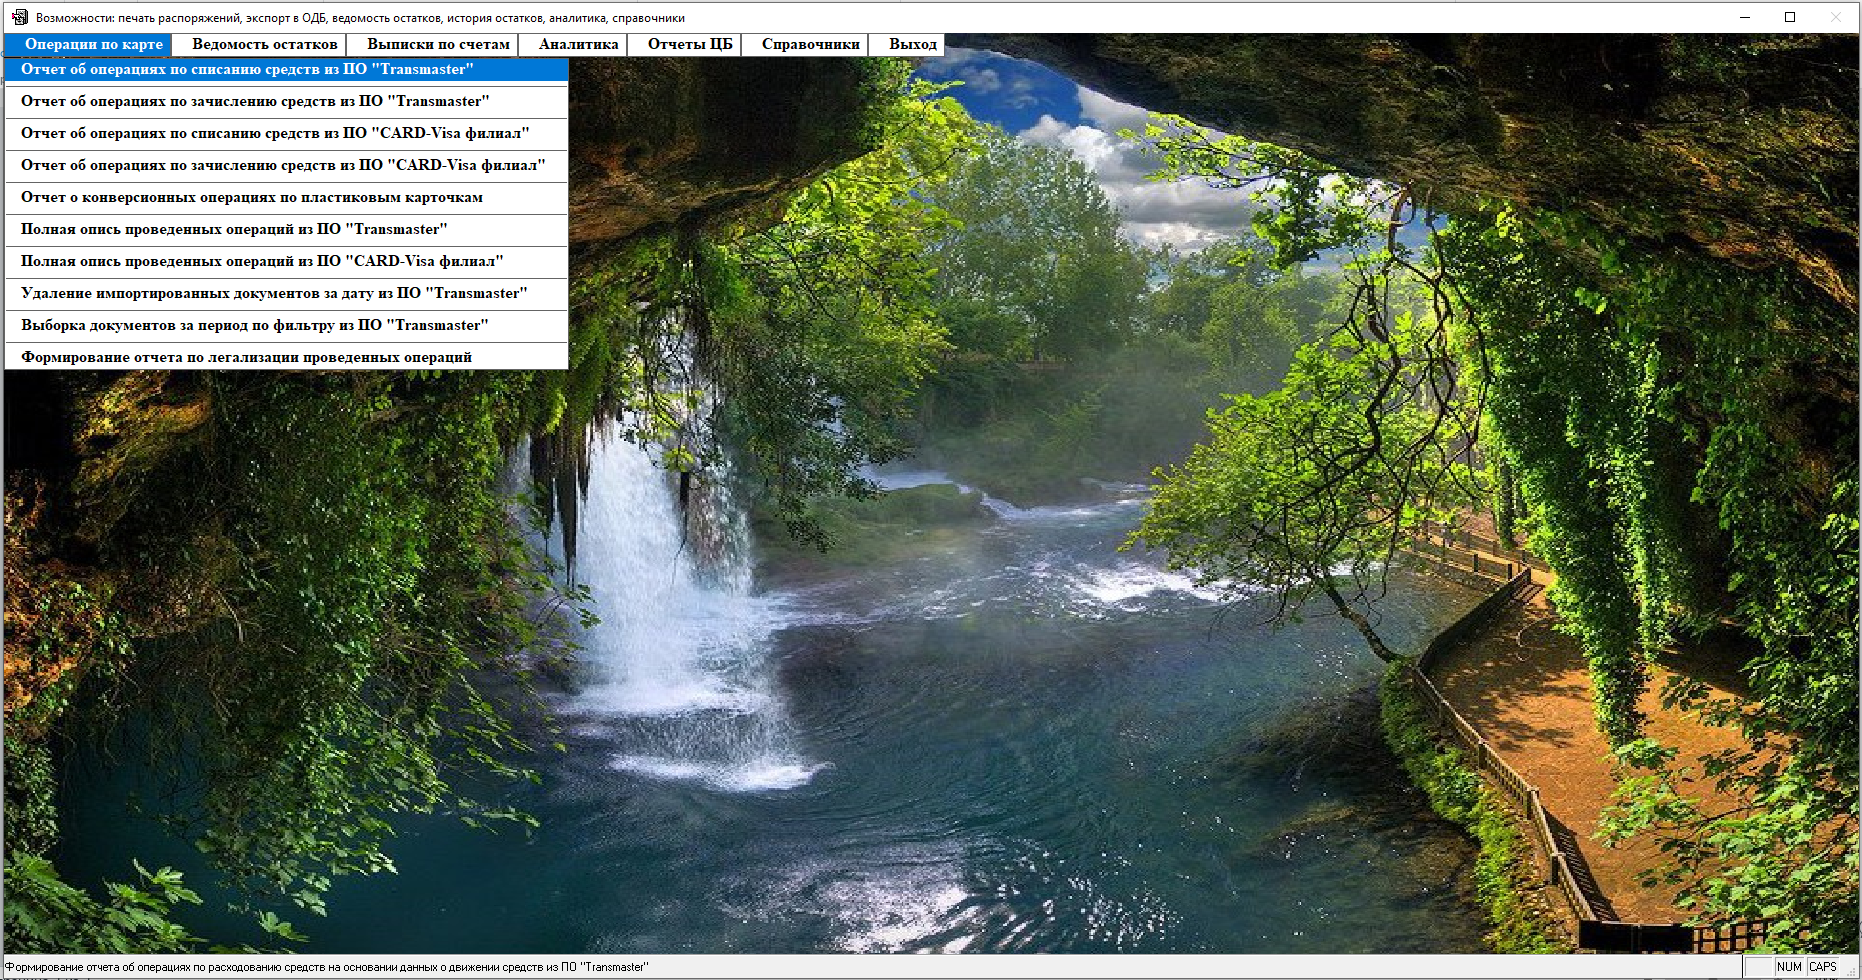 Возможности: печать распоряжений, экспорт в ОДБ, ведомость остатков, история остатков, аналитика, справочники
Операции по карте Ведомость остатков Выписки по счетам Аналитика Отчеты ЦБ Справочники Выход
Отчет об операциях по списанию средств из ПО "Transmaster"
Отчет об операциях по зачислению средств из ПО "Transmaster"
Отчет об операциях по списанию средств из ПО "CARD-Visa филиал"
Отчет об операциях по зачислению средств из ПО "CARD-Visa филиал"
Отчет о конверсионных операциях по пластиковым карточкам
Полная опись проведенных операций из ПО "Transmaster"
Полная опись проведенных операций из ПО "CARD-Visa филиал"
Удаление импортированных документов за дату из ПО "Transmaster"
Выборка документов за период по фильтру из ПО "Transmaster"
Формирование отчета по легализации проведенных операций
Формирование отчета об операциях по расходованию средств на основании данных о движении средств из ПО "Transmaster"
NUM CAPS